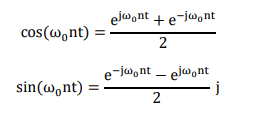 cos(ω₀nt) = (e^{jω₀nt} + e^{-jω₀nt}) / 2
sin(ω₀nt) = (e^{-jω₀nt} − e^{jω₀nt}) / 2 j